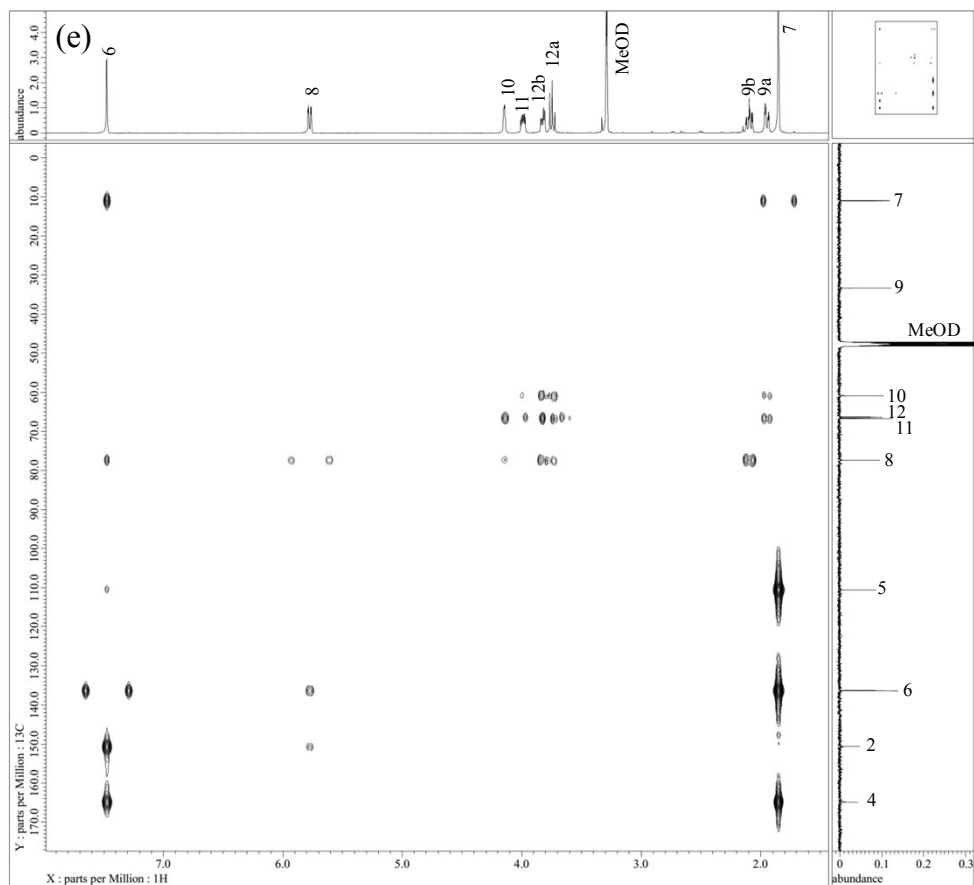 (e)
abundance
0 1.0 2.0 3.0 4.0
6
8
10
11
12b
12a
MeOD
9b
9a
7
0
10.0
20.0
30.0
40.0
50.0
60.0
70.0
80.0
90.0
100.0
110.0
120.0
130.0
140.0
150.0
160.0
170.0
Y : parts per Million : 13C
7.0 6.0 5.0 4.0 3.0 2.0
X : parts per Million : 1H
7
9
MeOD
10
12
11
8
5
6
2
4
0 0.1 0.2 0.3
abundance